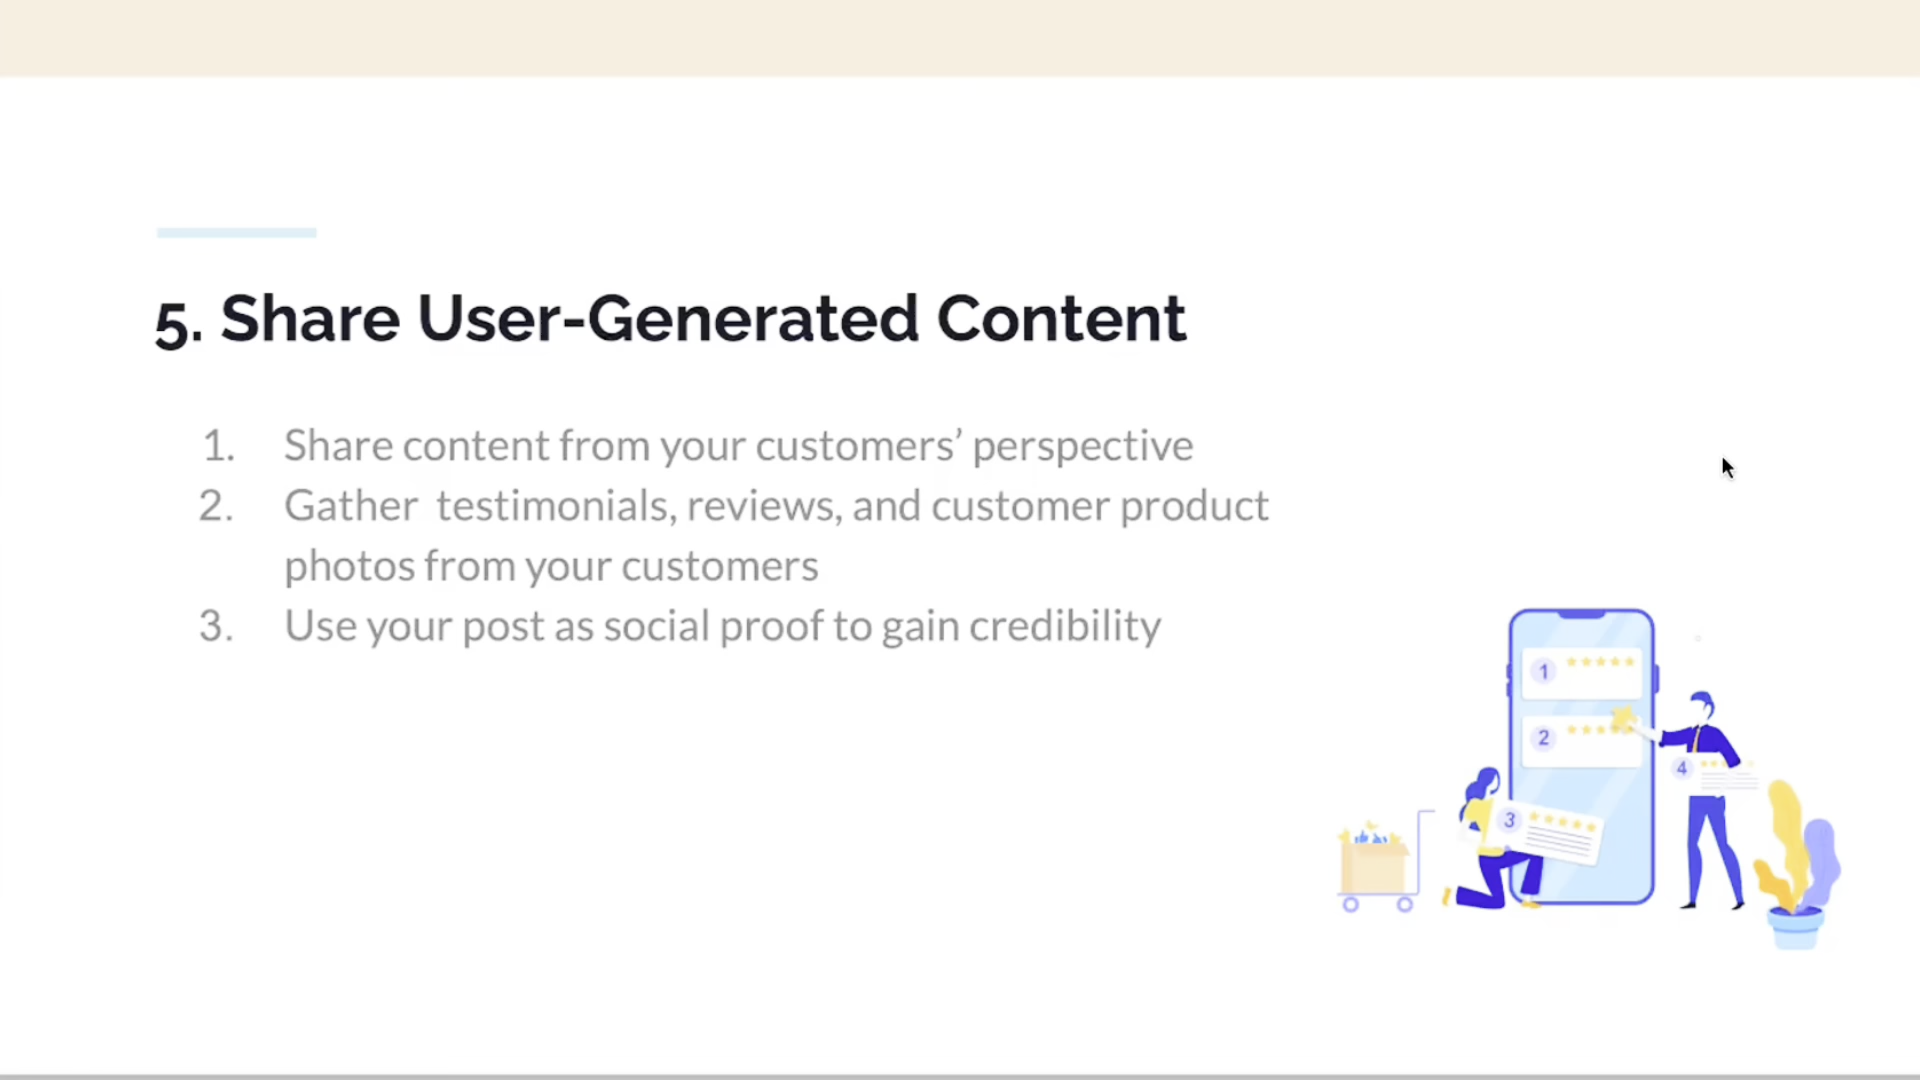 5. Share User-Generated Content
1. Share content from your customers’ perspective
2. Gather  testimonials, reviews, and customer product
photos from your customers
3. Use your post as social proof to gain credibility
1
2
3
4